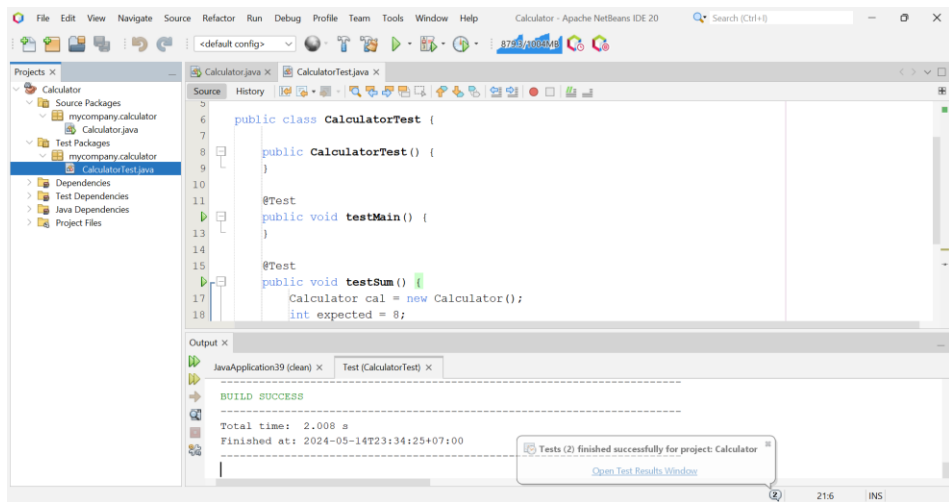 File Edit View Navigate Source Refactor Run Debug Profile Team Tools Window Help Calculator - Apache NetBeans IDE 20 Search (Ctrl+I)
<default config>
Projects
Calculator
Source Packages
mycompany.calculator
Calculator.java
Test Packages
mycompany.calculator
CalculatorTest.java
Dependencies
Test Dependencies
Java Dependencies
Project Files
Calculator.java CalculatorTest.java
Source History
5
6 public class CalculatorTest {
7
8 public CalculatorTest() {
9 }
10
11 @Test
public void testMain() {
13 }
14
15 @Test
public void testSum() {
17 Calculator cal = new Calculator();
18 int expected = 8;
Output
JavaApplication39 (clean) Test (CalculatorTest)
------------------------------------------------------------------------
BUILD SUCCESS
------------------------------------------------------------------------
Total time: 2.008 s
Finished at: 2024-05-14T23:34:25+07:00
------------------------------------------------------------------------
Tests (2) finished successfully for project: Calculator
Open Test Results Window
2 21:6 INS